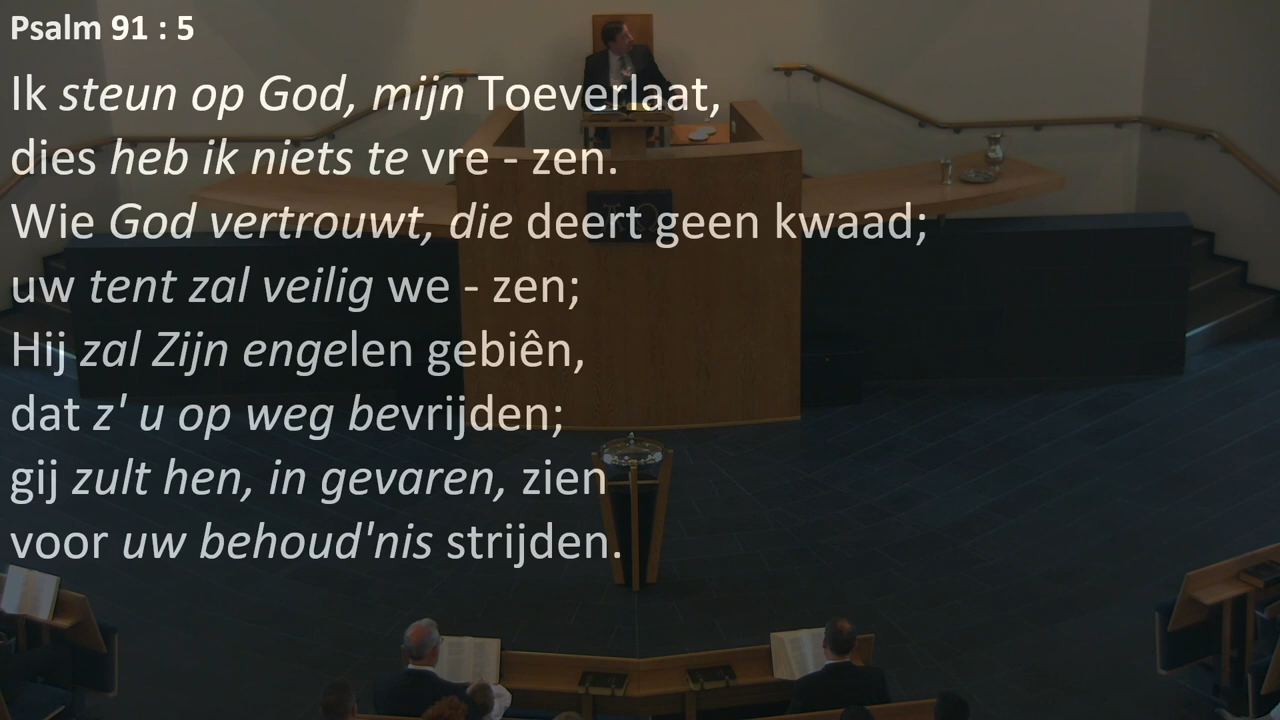 Psalm 91 : 5
Ik steun op God, mijn Toeverlaat,
dies heb ik niets te vre - zen.
Wie God vertrouwt, die deert geen kwaad;
uw tent zal veilig we - zen;
Hij zal Zijn engelen gebiên,
dat z' u op weg bevrijden;
gij zult hen, in gevaren, zien
voor uw behoud'nis strijden.